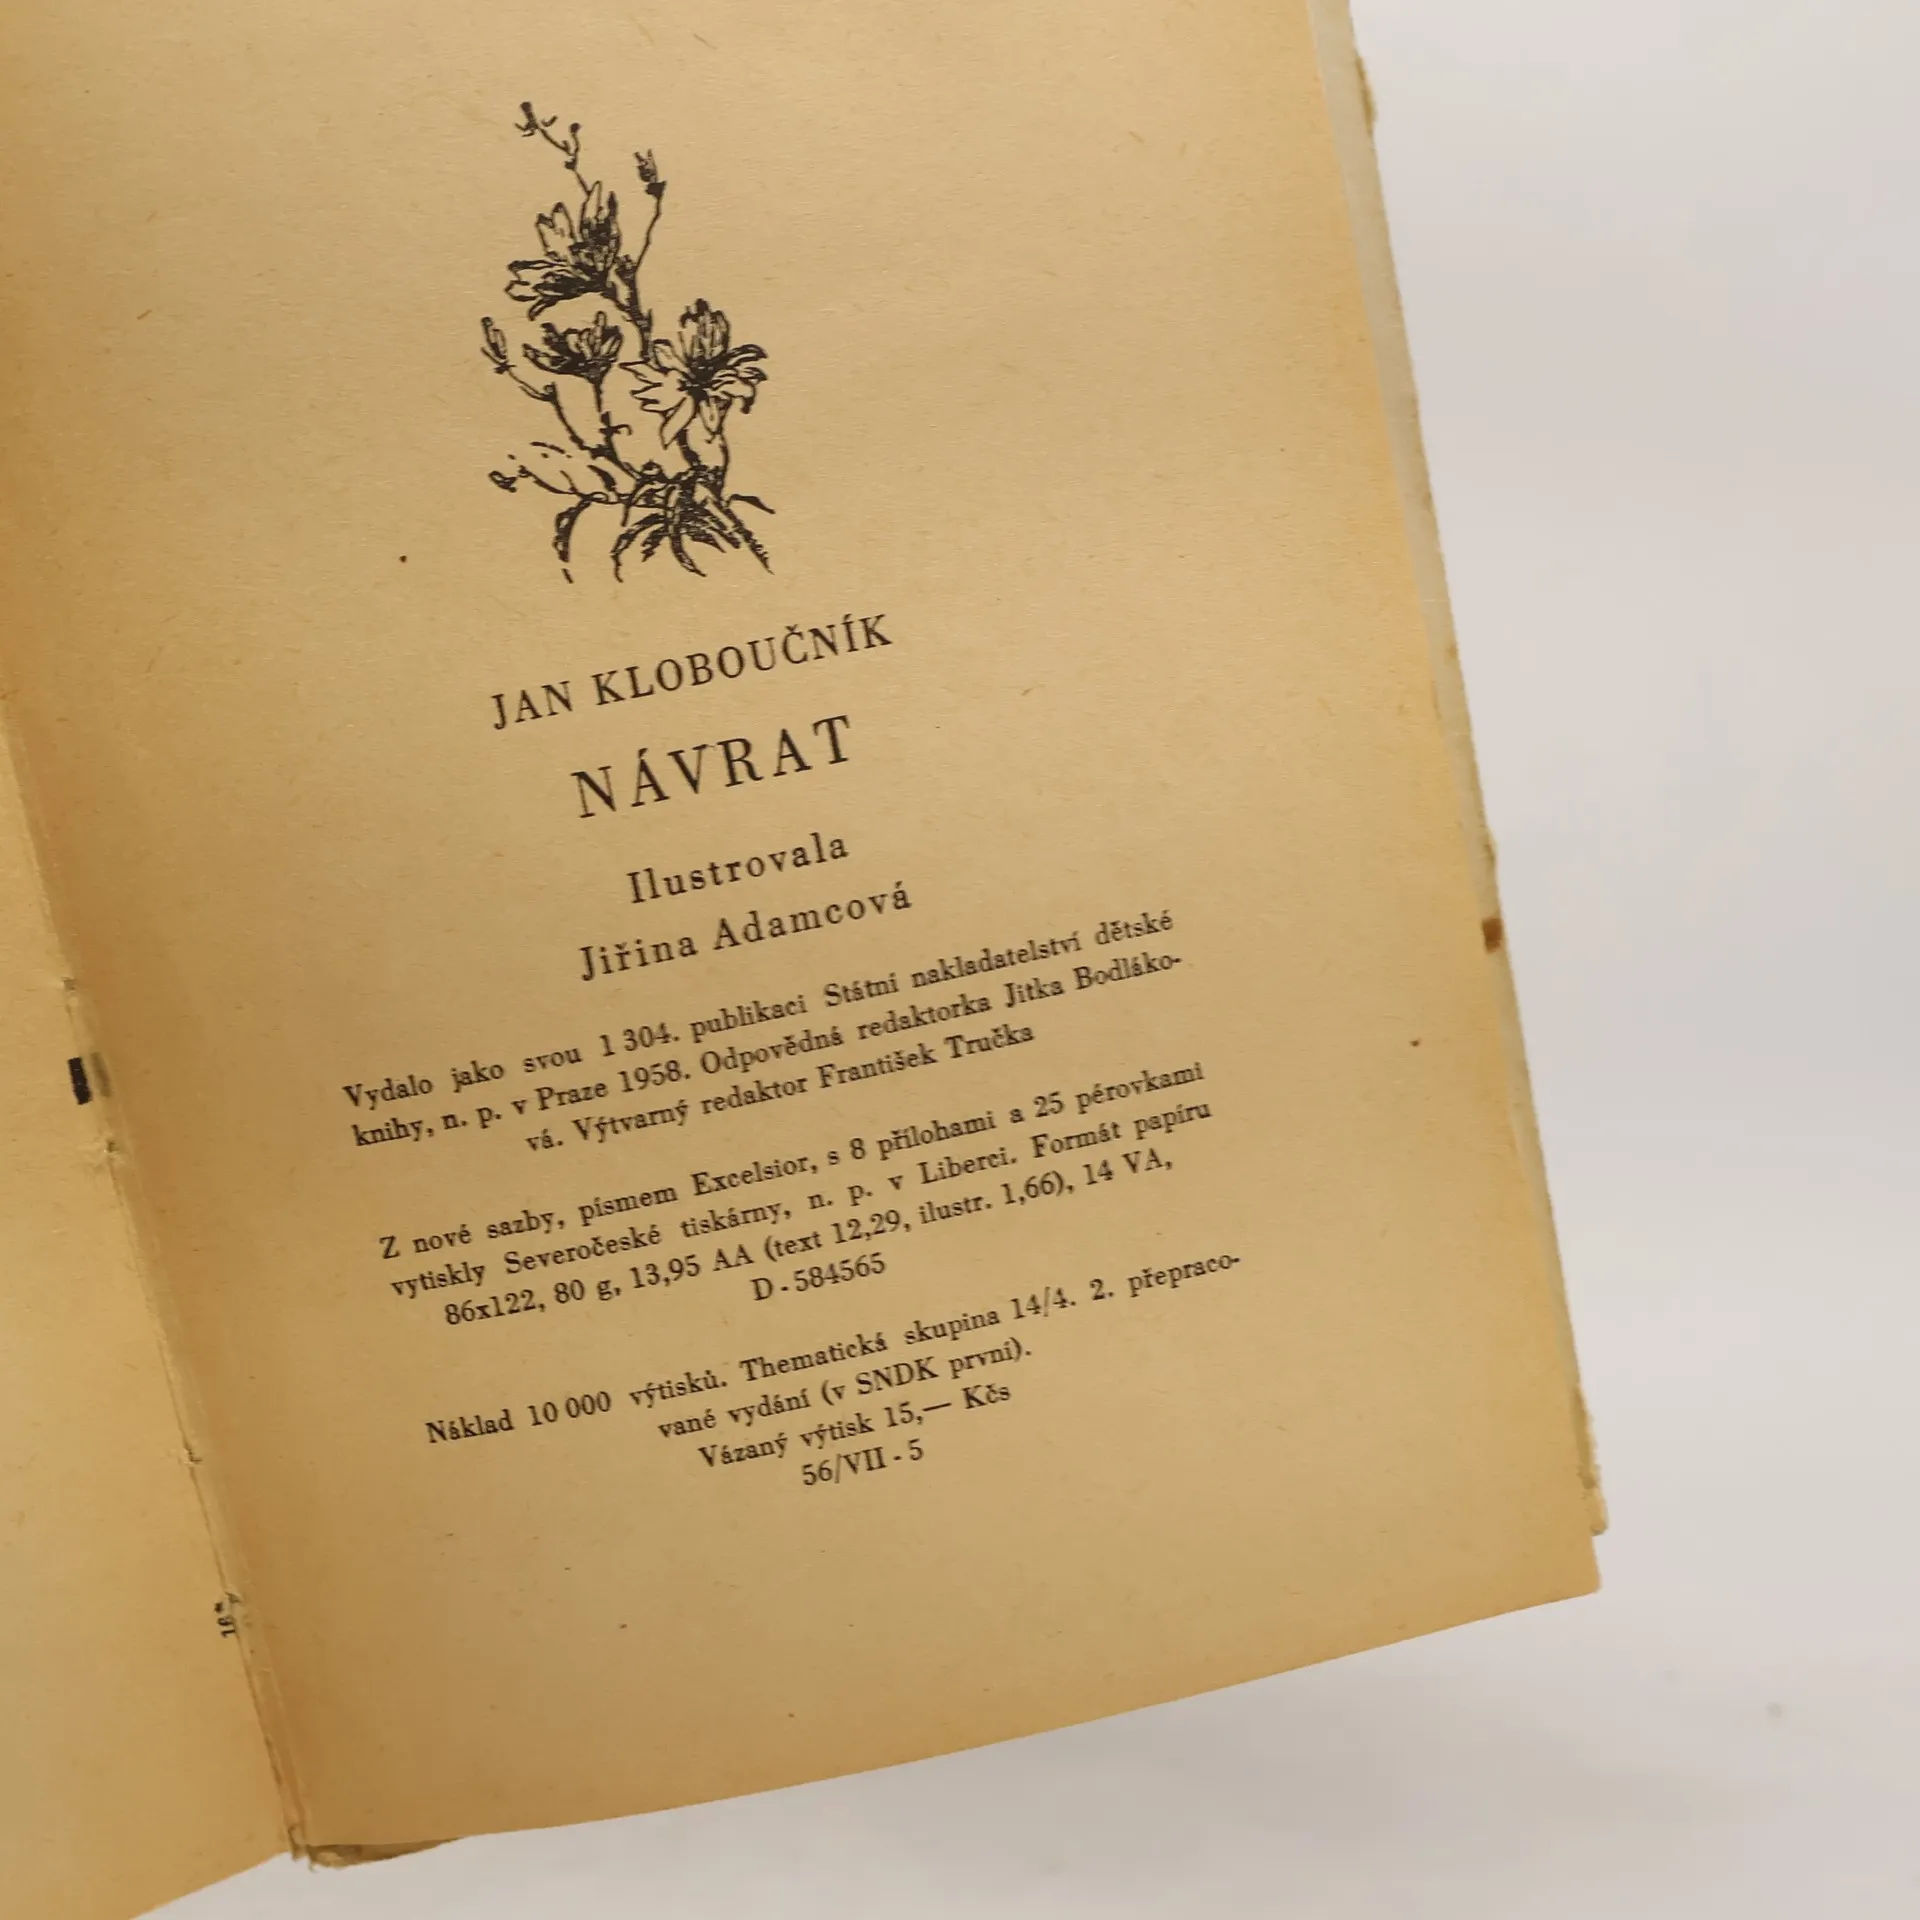 JAN KLOBOUČNÍK
NÁVRAT
Ilustrovala
Jiřina Adamcová
Vydalo jako svou 1 304. publikaci Státní nakladatelství dětské
knihy, n. p. v Praze 1958. Odpovědná redaktorka Jitka Bodláko-
vá. Výtvarný redaktor František Tručka
Z nové sazby, písmem Excelsior, s 8 přílohami a 25 pérovkami
vytiskly Severočeské tiskárny, n. p. v Liberci. Formát papíru
86x122, 80 g, 13,95 AA (text 12,29, ilustr. 1,66), 14 VA,
D - 584565
Náklad 10 000 výtisků. Thematická skupina 14/4. 2. přepraco-
vané vydání (v SNDK první).
Vázaný výtisk 15,— Kčs
56/VII - 5
16*